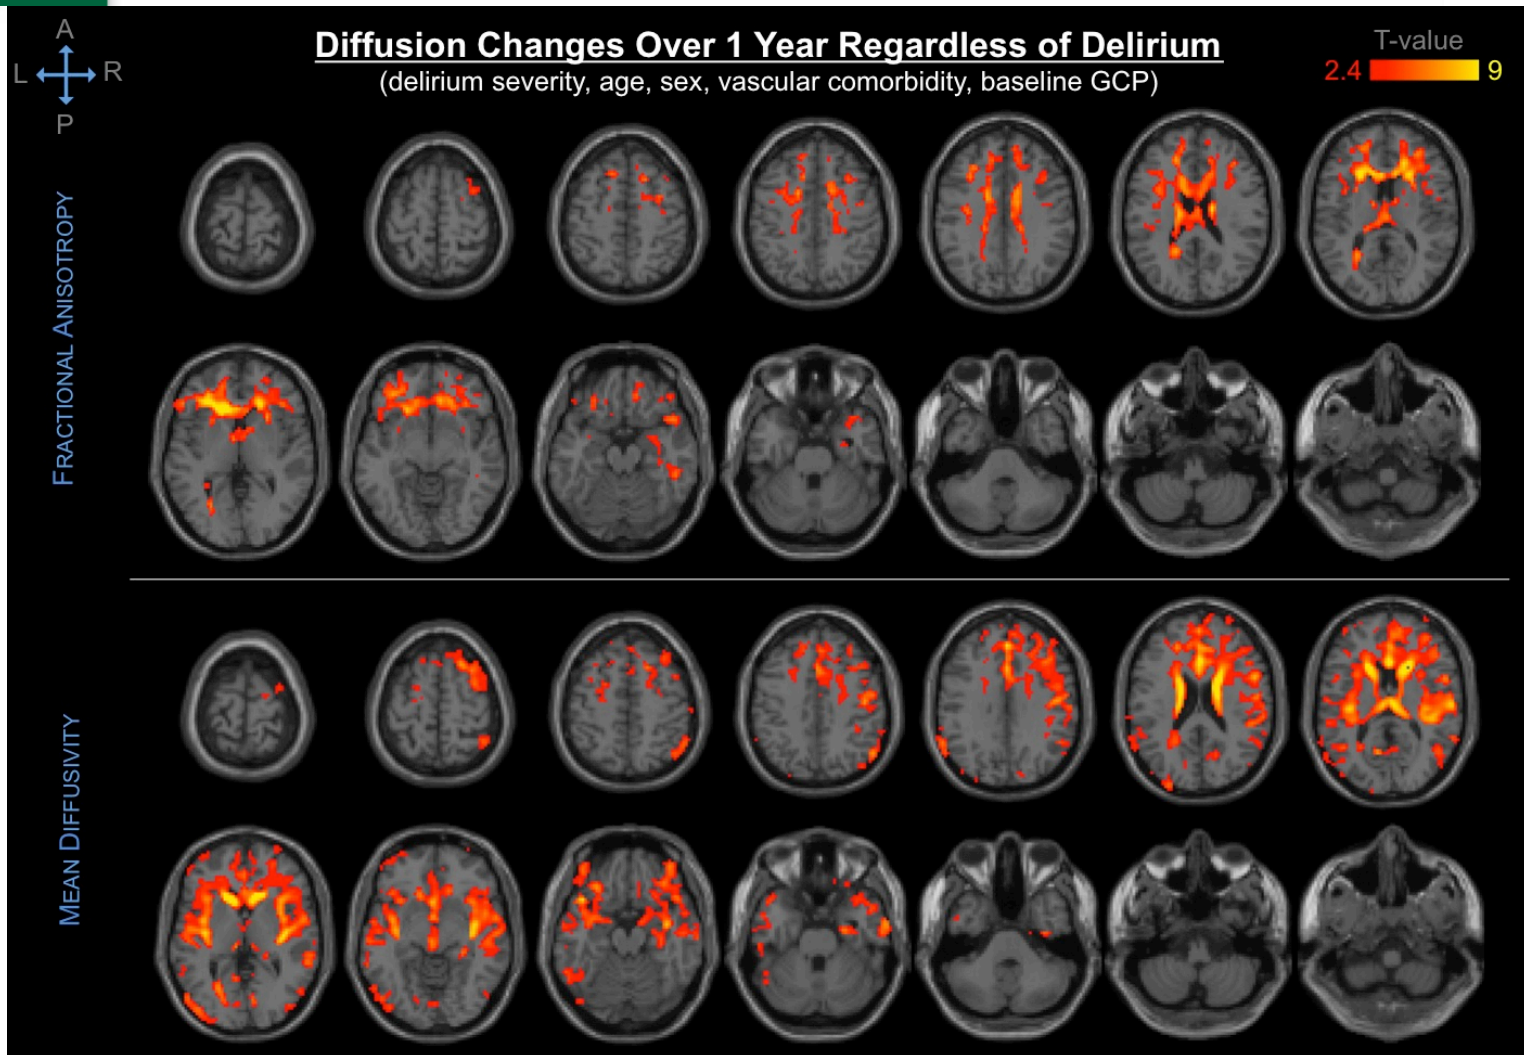 A
L R
P
Diffusion Changes Over 1 Year Regardless of Delirium
(delirium severity, age, sex, vascular comorbidity, baseline GCP)
T-value
2.4 9
FRACTIONAL ANISOTROPY
MEAN DIFFUSIVITY